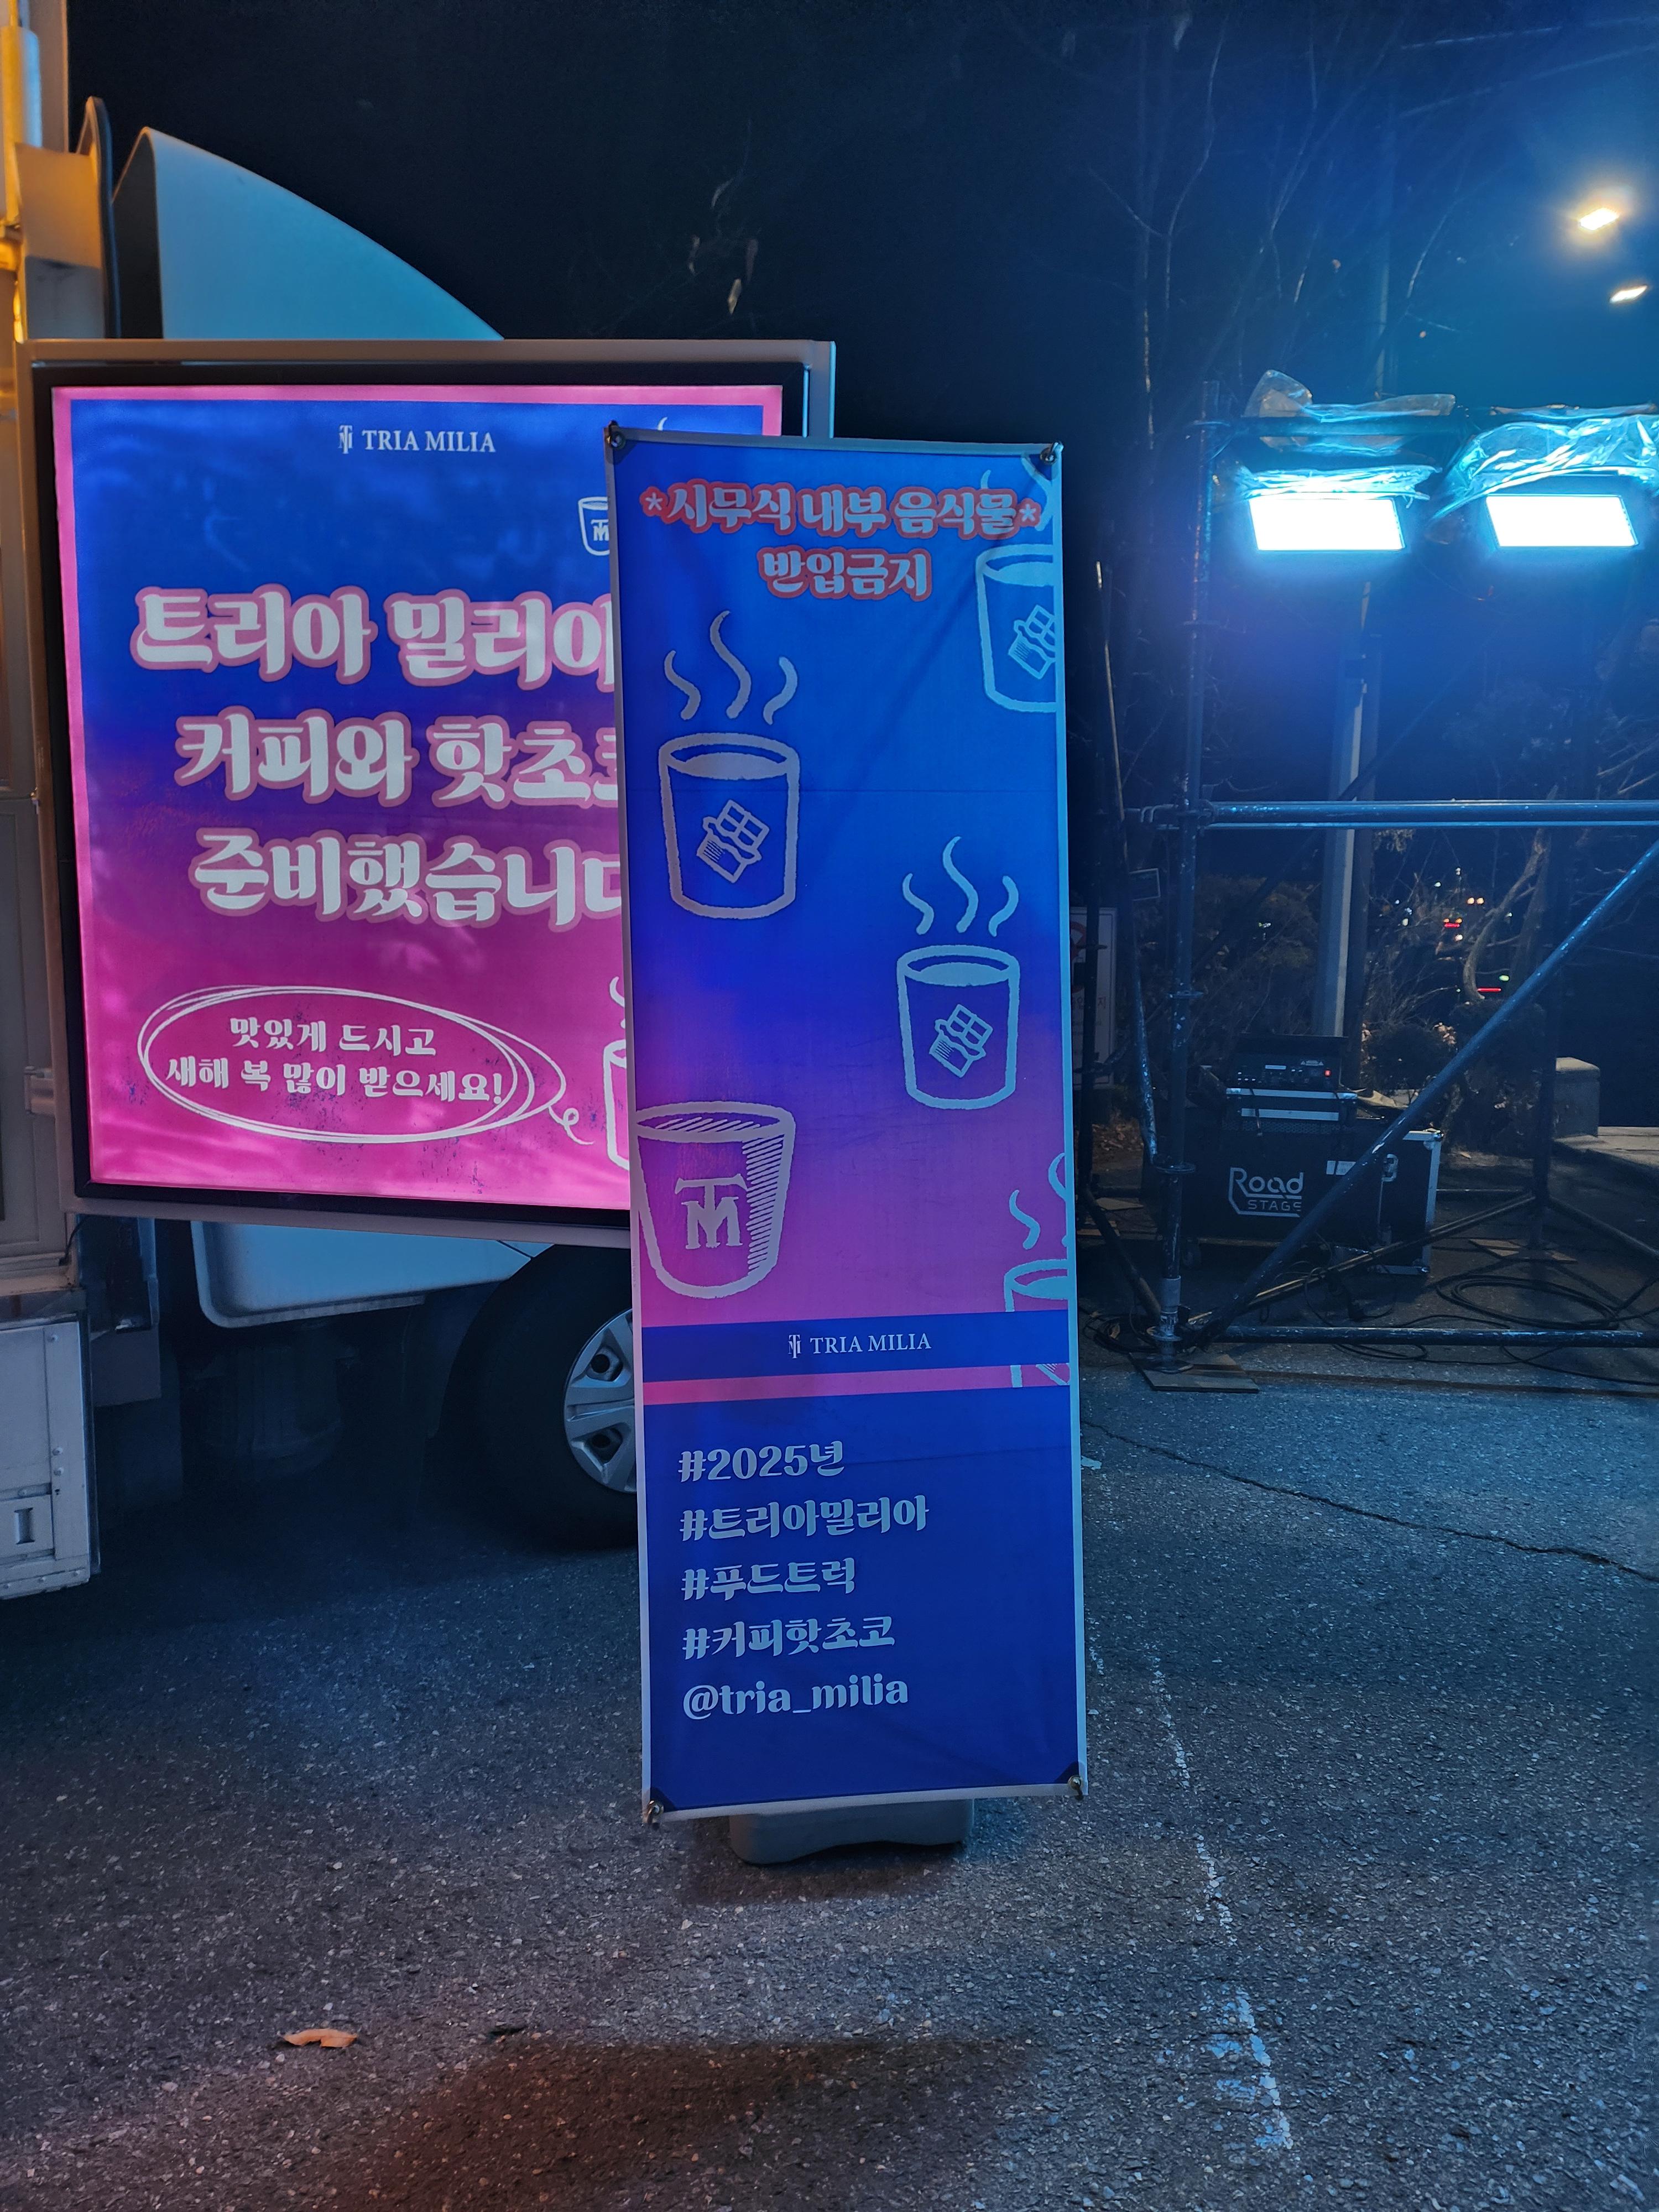 TRIA MILIA
트리아 밀리아
커피와 핫초
준비했습니다
맛있게 드시고
새해 복 많이 받으세요!
*시무식 내부 음식물*
반입금지
TM
TRIA MILIA
#2025년
#트리아밀리아
#푸드트럭
#커피핫초코
@tria_milia
Road
STAGE